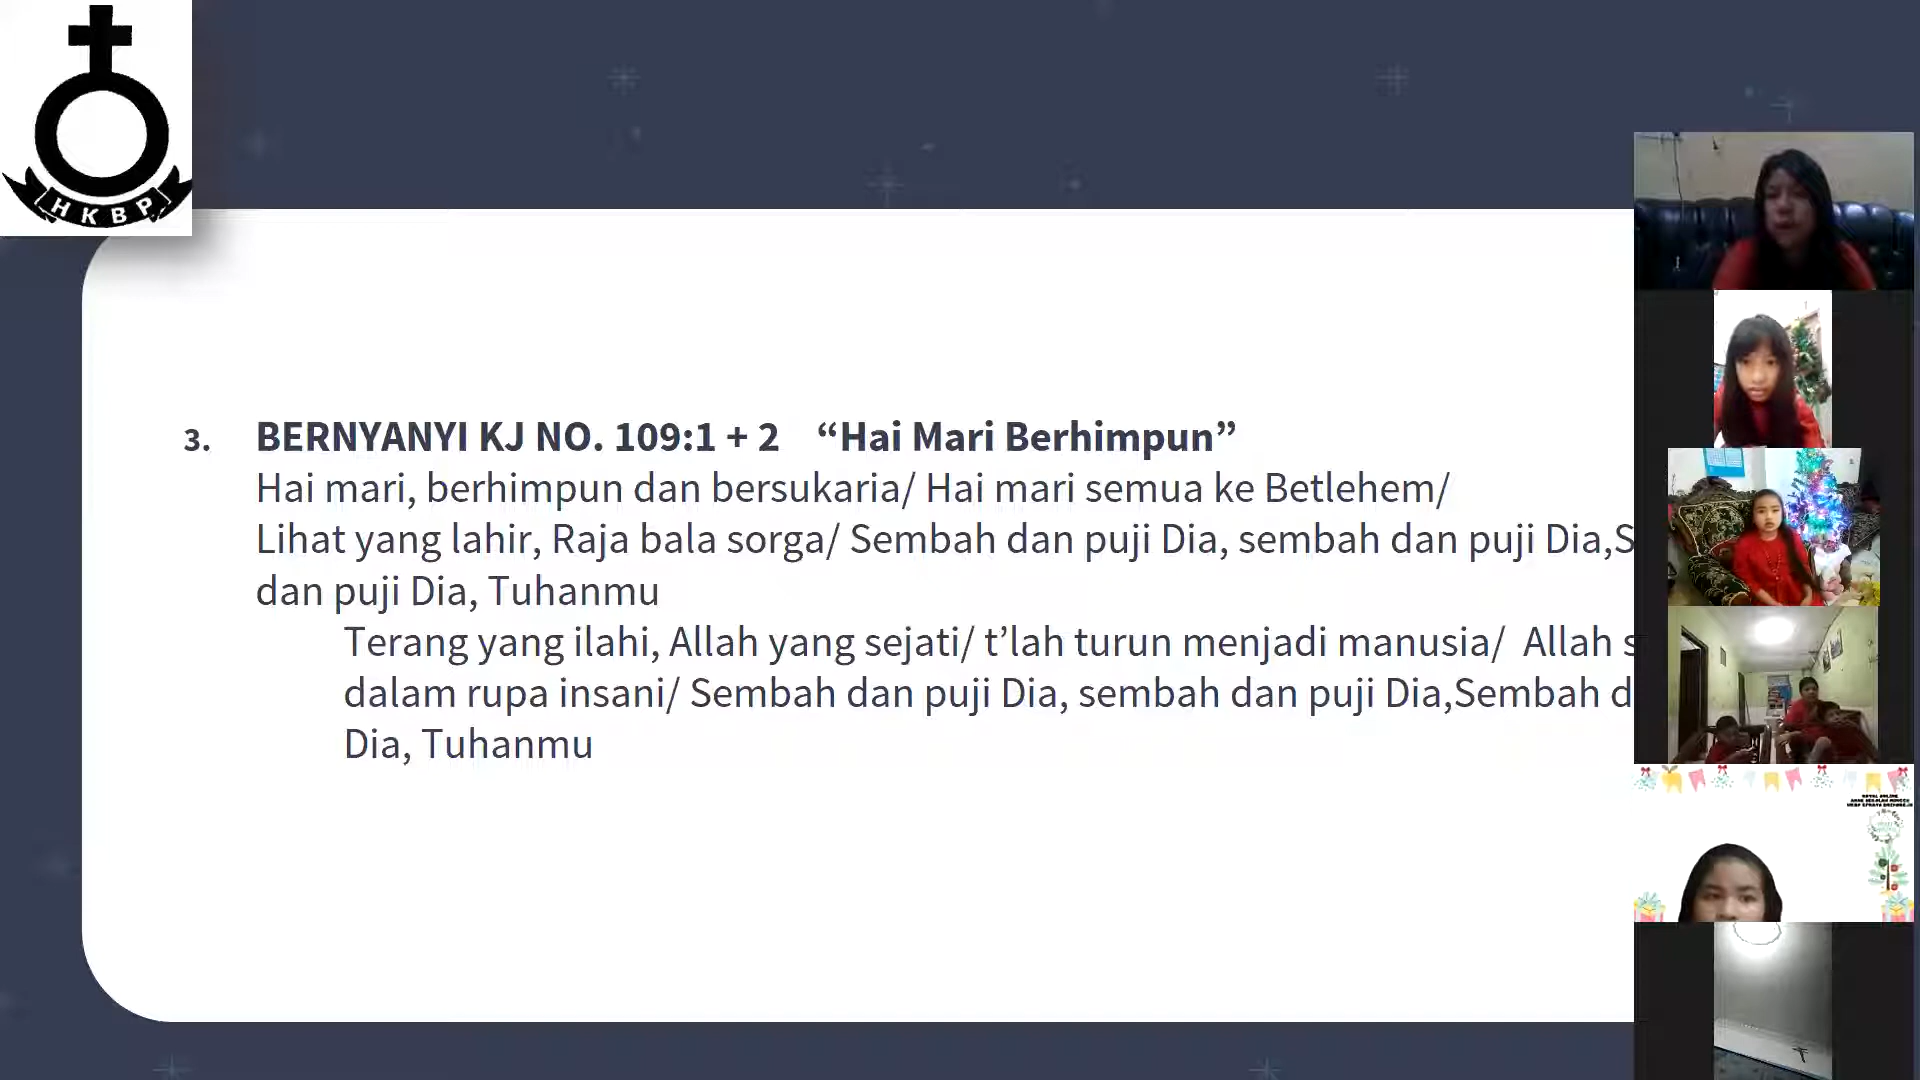 HKBP
3. BERNYANYI KJ NO. 109:1 + 2 “Hai Mari Berhimpun”
Hai mari, berhimpun dan bersukaria/ Hai mari semua ke Betlehem/
Lihat yang lahir, Raja bala sorga/ Sembah dan puji Dia, sembah dan puji Dia,S
dan puji Dia, Tuhanmu
Terang yang ilahi, Allah yang sejati/ t’lah turun menjadi manusia/ Allah s
dalam rupa insani/ Sembah dan puji Dia, sembah dan puji Dia,Sembah d
Dia, Tuhanmu